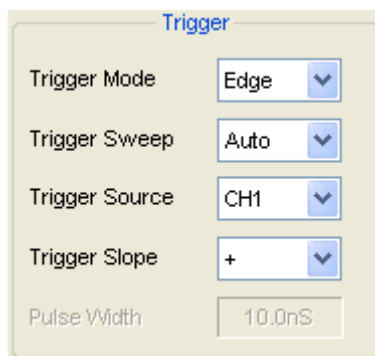 Trigger
Trigger Mode Edge
Trigger Sweep Auto
Trigger Source CH1
Trigger Slope +
Pulse Width 10.0nS